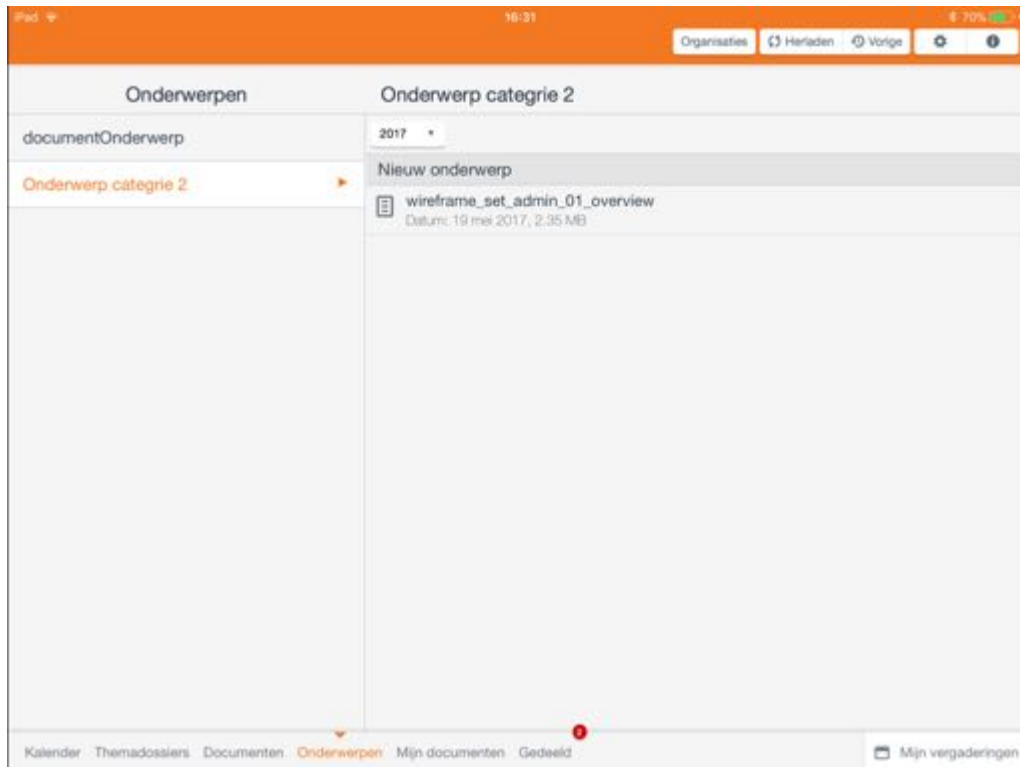 iPad 16:31 70%
Organisaties Herladen Vorige
Onderwerpen
documentOnderwerp
Onderwerp categrie 2
Onderwerp categrie 2
2017
Nieuw onderwerp
wireframe_set_admin_01_overview
Datum: 19 mei 2017, 2.35 MB
Kalender Themadossiers Documenten Onderwerpen Mijn documenten Gedeeld Mijn vergaderingen